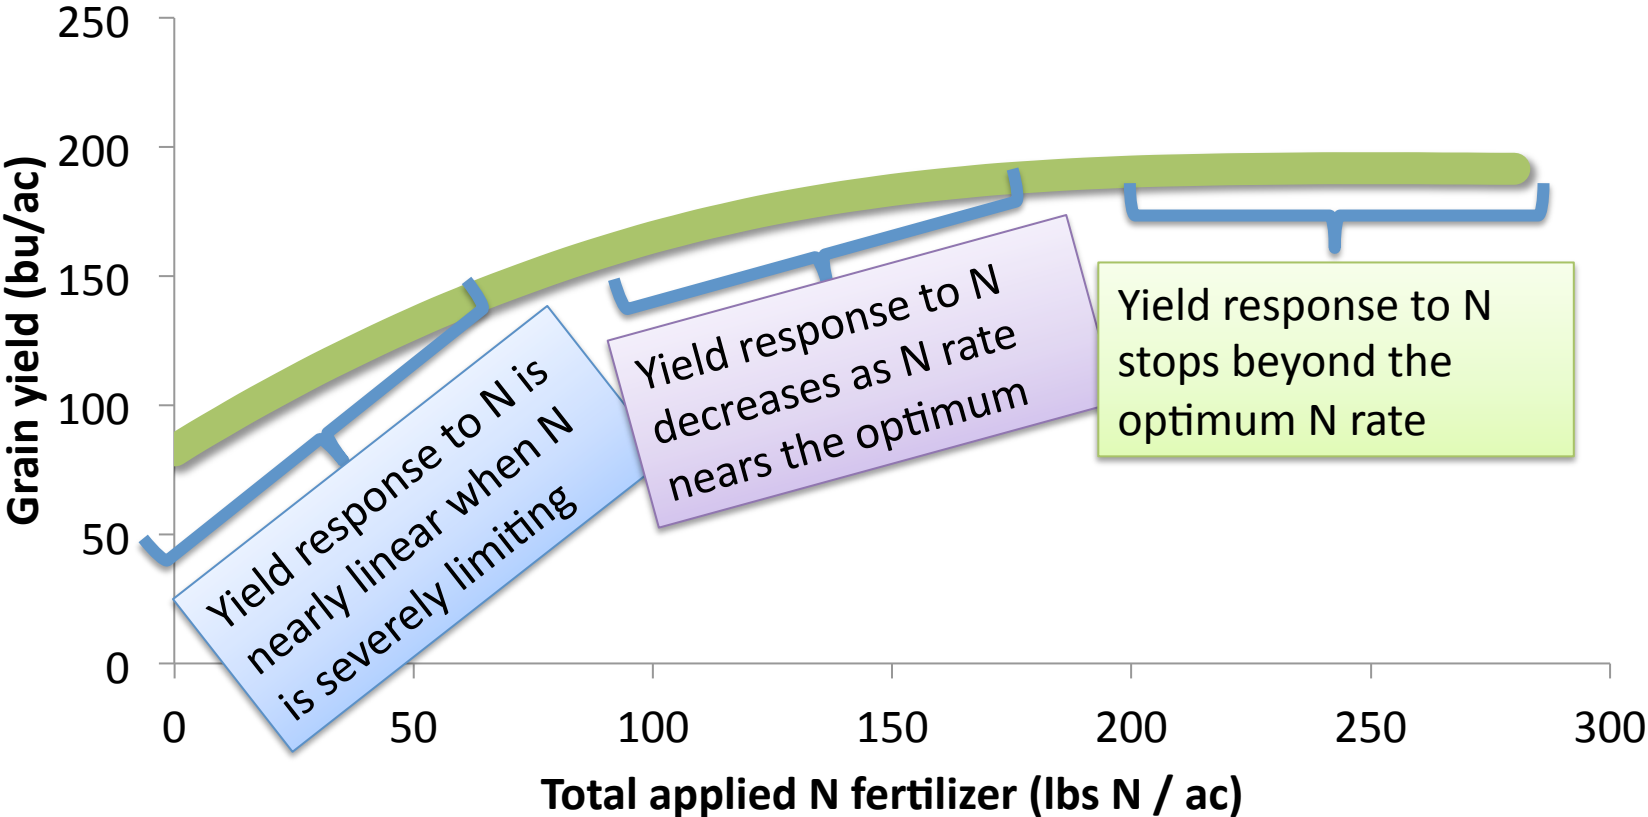 250
200
150
100
50
0
Grain yield (bu/ac)
Yield response to N is
nearly linear when N
is severely limiting
Yield response to N
decreases as N rate
nears the optimum
Yield response to N
stops beyond the
optimum N rate
0 50 100 150 200 250 300
Total applied N fertilizer (lbs N / ac)